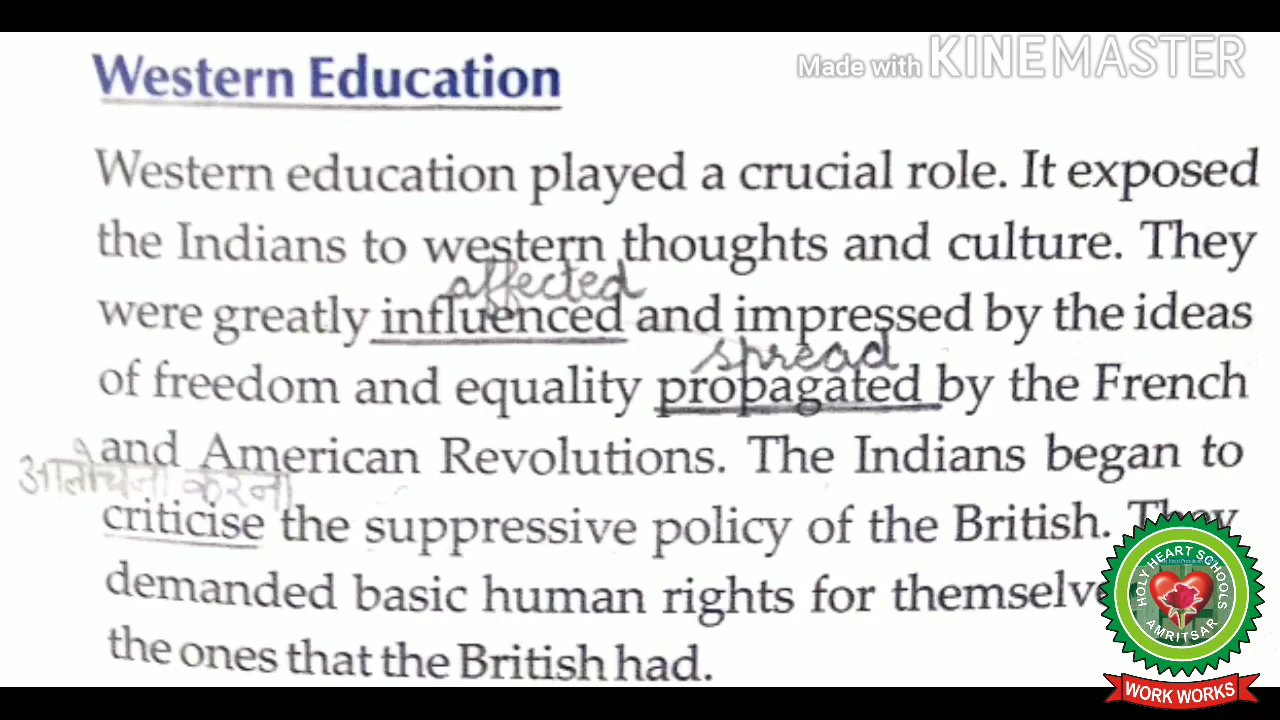 Made with KINEMASTER
Western Education
Western education played a crucial role. It exposed
the Indians to western thoughts and culture. They
affected
were greatly influenced and impressed by the ideas
spread
of freedom and equality propagated by the French
and American Revolutions. The Indians began to
आलोचना करना
criticise the suppressive policy of the British. They
demanded basic human rights for
the ones that the British had.
HOLY HEART SCHOOLS
AMRITSAR
WORK WORKS